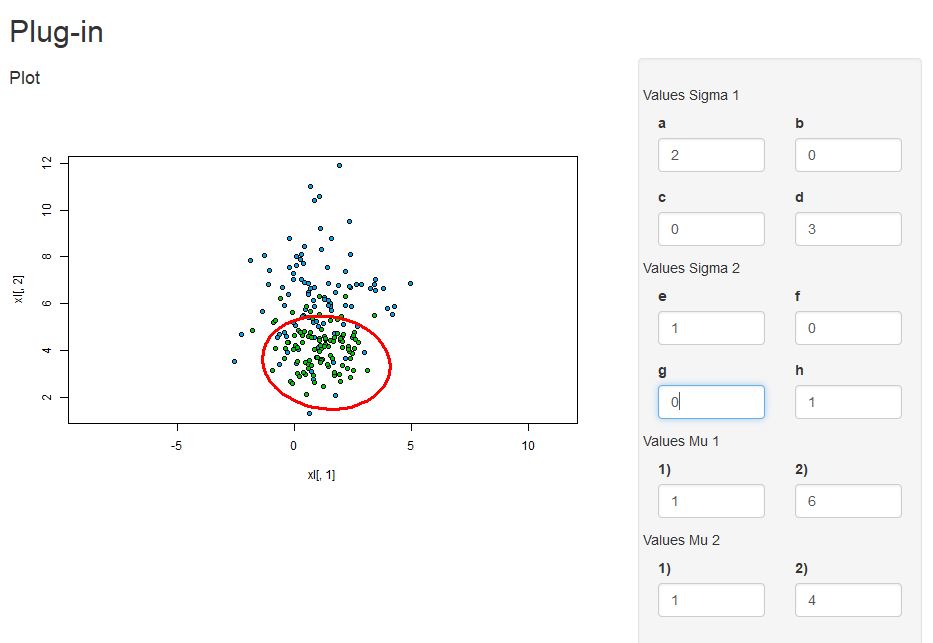 Plug-in
Plot
12
10
8
6
4
2
xl[, 2]
-5 0 5 10
xl[, 1]
Values Sigma 1
a b
2 0
c d
0 3
Values Sigma 2
e f
1 0
g h
0 1
Values Mu 1
1) 2)
1 6
Values Mu 2
1) 2)
1 4